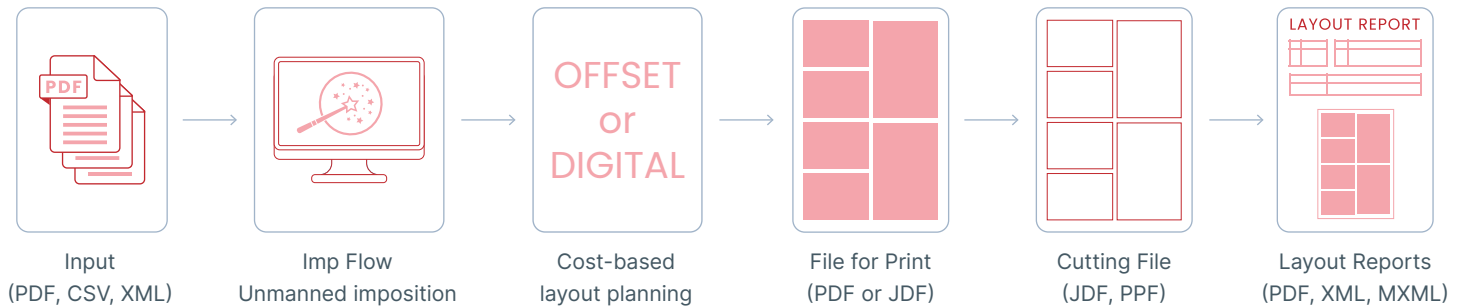 PDF
OFFSET
or
DIGITAL
LAYOUT REPORT
Input
(PDF, CSV, XML)
Imp Flow
Unmanned imposition
Cost-based
layout planning
File for Print
(PDF or JDF)
Cutting File
(JDF, PPF)
Layout Reports
(PDF, XML, MXML)